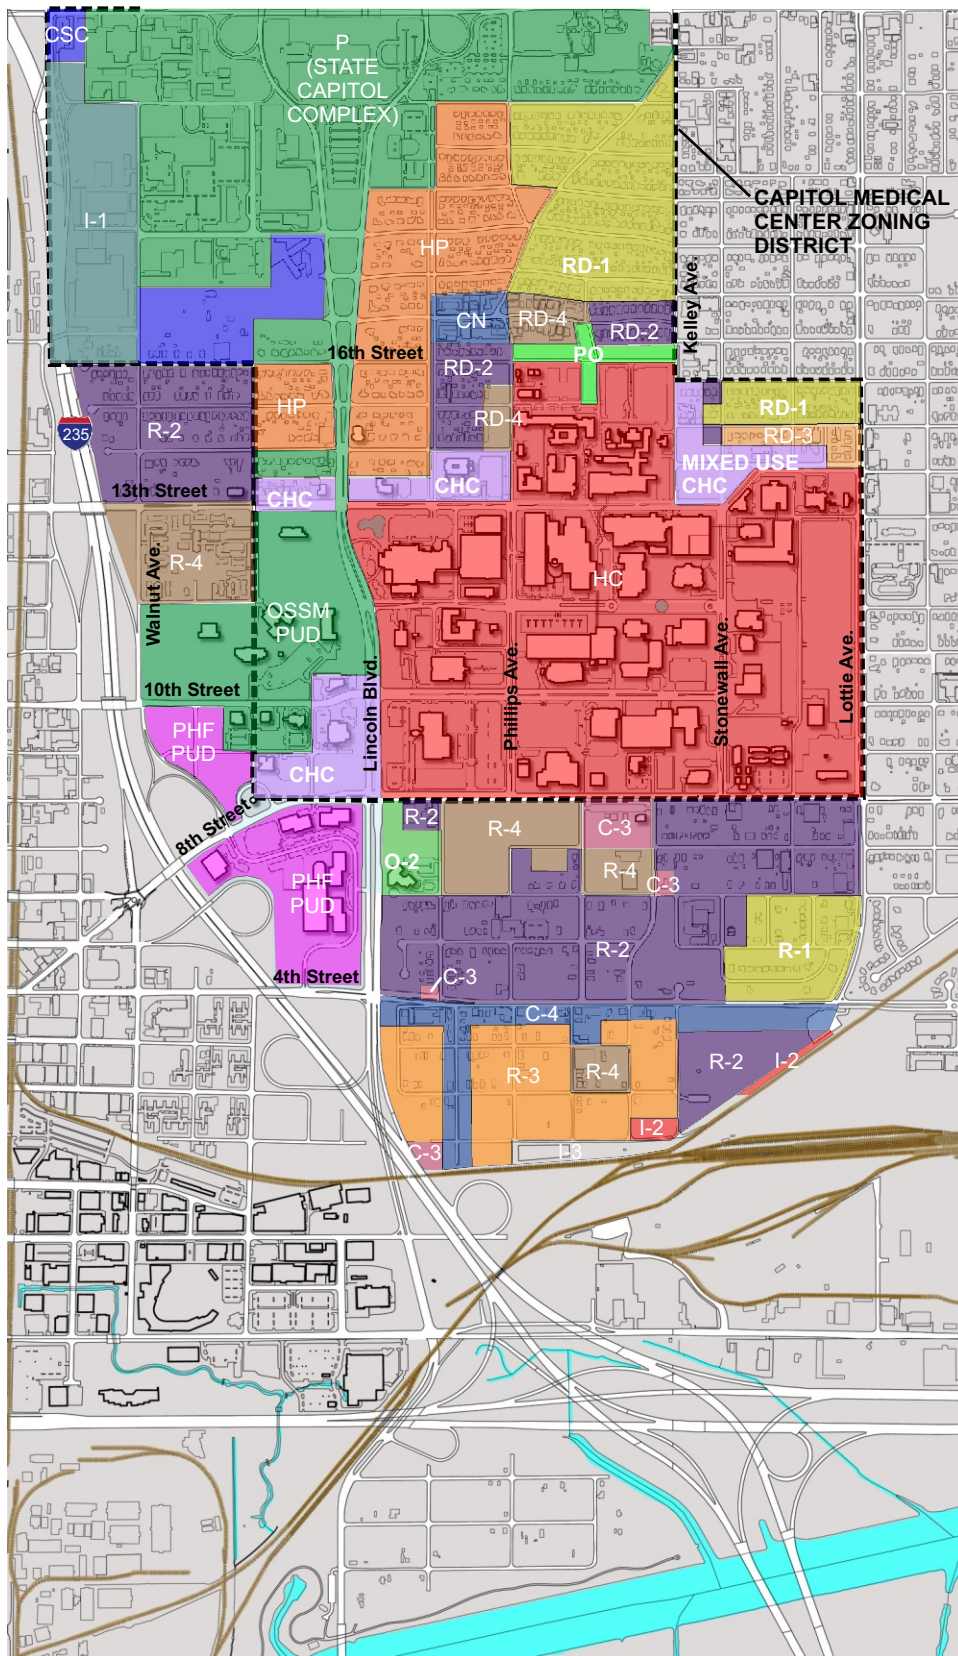 CSC
P
(STATE
CAPITOL
COMPLEX)
CAPITOL MEDICAL
CENTER ZONING
DISTRICT
I-1
HP
RD-1
Kelley Ave.
CN
RD-4
RD-2
16th Street
PO
RD-2
HP
RD-4
RD-1
235
R-2
RD-3
MIXED USE
CHC
CHC
13th Street
CHC
R-4
HC
Walnut Ave.
OSSM
PUD
Lincoln Blvd.
Phillips Ave.
Stonewall Ave.
Lottie Ave.
10th Street
PHF
PUD
CHC
8th Street
R-2
R-4
C-3
O-2
R-4
C-3
PHF
PUD
R-2
R-1
4th Street
C-3
C-4
R-3
R-4
R-2
I-2
I-2
C-3
I-3